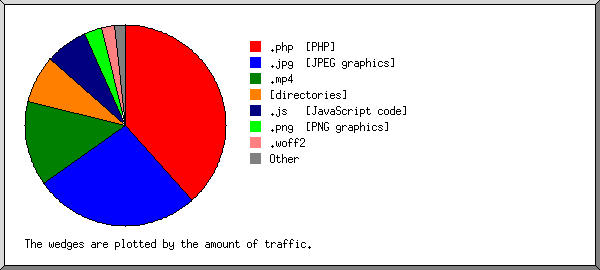 .php  [PHP]
.jpg  [JPEG graphics]
.mp4
[directories]
.js   [JavaScript code]
.png  [PNG graphics]
.woff2
Other
The wedges are plotted by the amount of traffic.